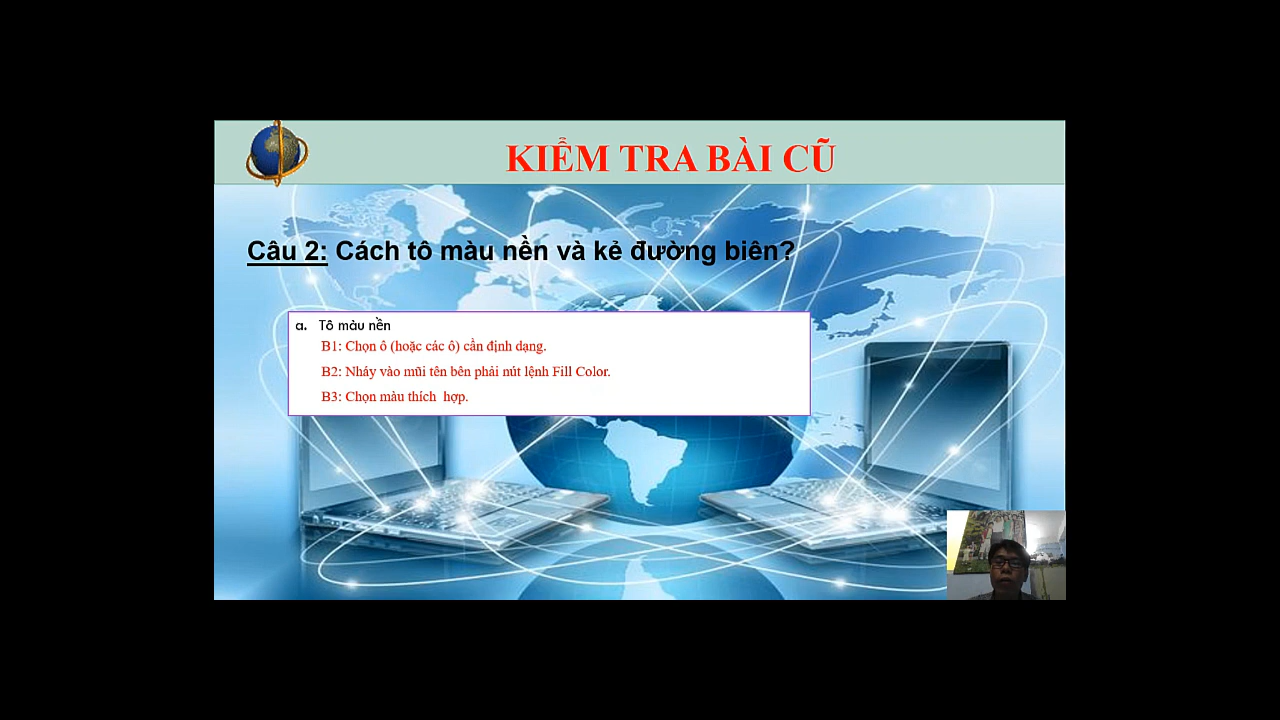 KIỂM TRA BÀI CŨ
Câu 2: Cách tô màu nền và kẻ đường biên?
a. Tô màu nền
B1: Chọn ô (hoặc các ô) cần định dạng.
B2: Nháy vào mũi tên bên phải nút lệnh Fill Color.
B3: Chọn màu thích hợp.